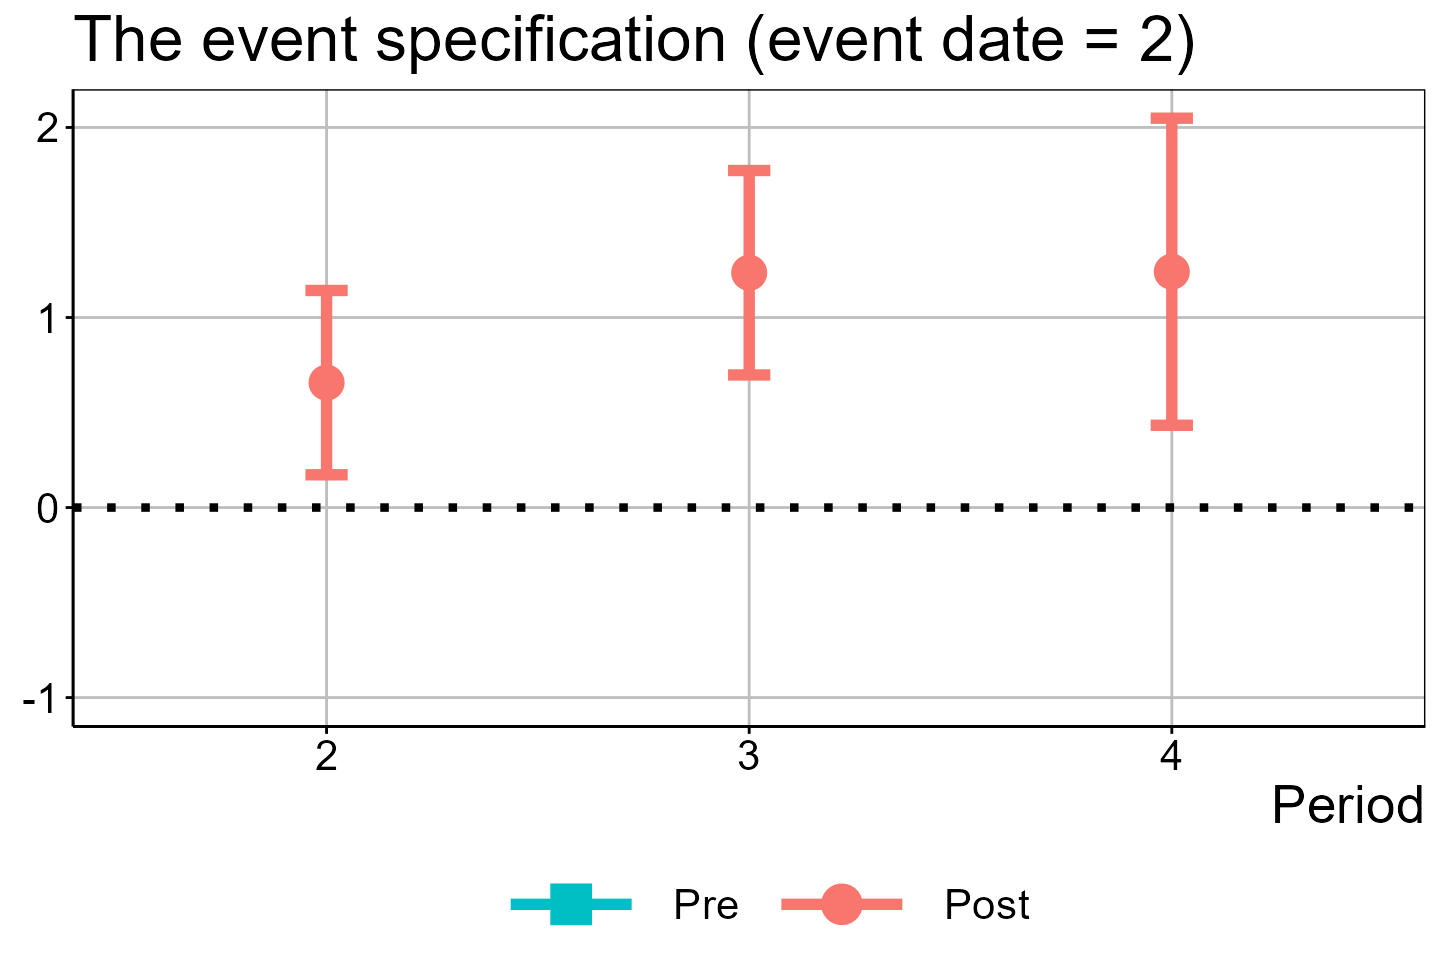 The event specification (event date = 2)
2
1
0
-1
2 3 4
Period
Pre Post